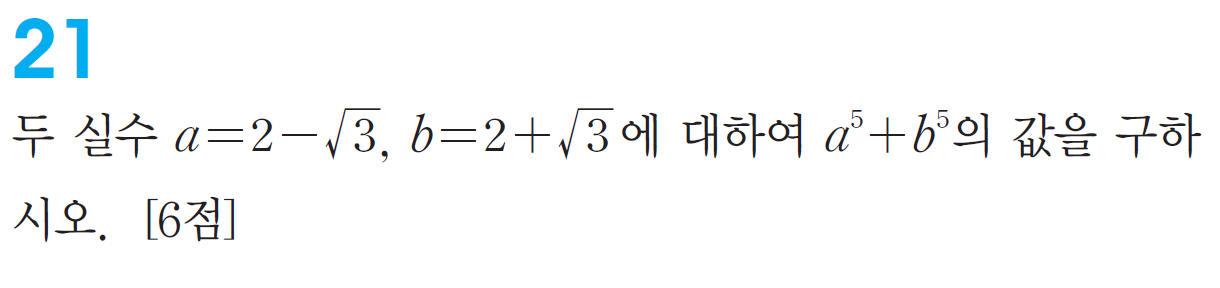 21
두 실수 a=2-√3, b=2+√3에 대하여 a⁵+b⁵의 값을 구하
시오. [6점]